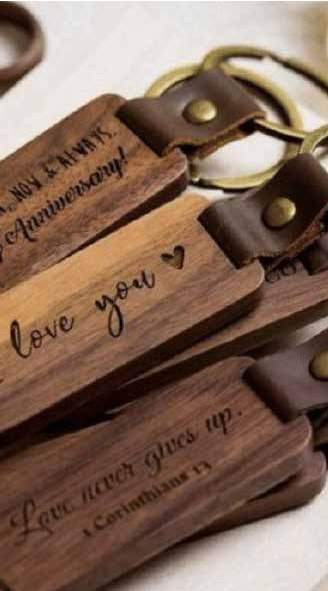 NOW & ALWAYS.
Anniversary!
love you
Love never gives up.
1 Corinthians 13